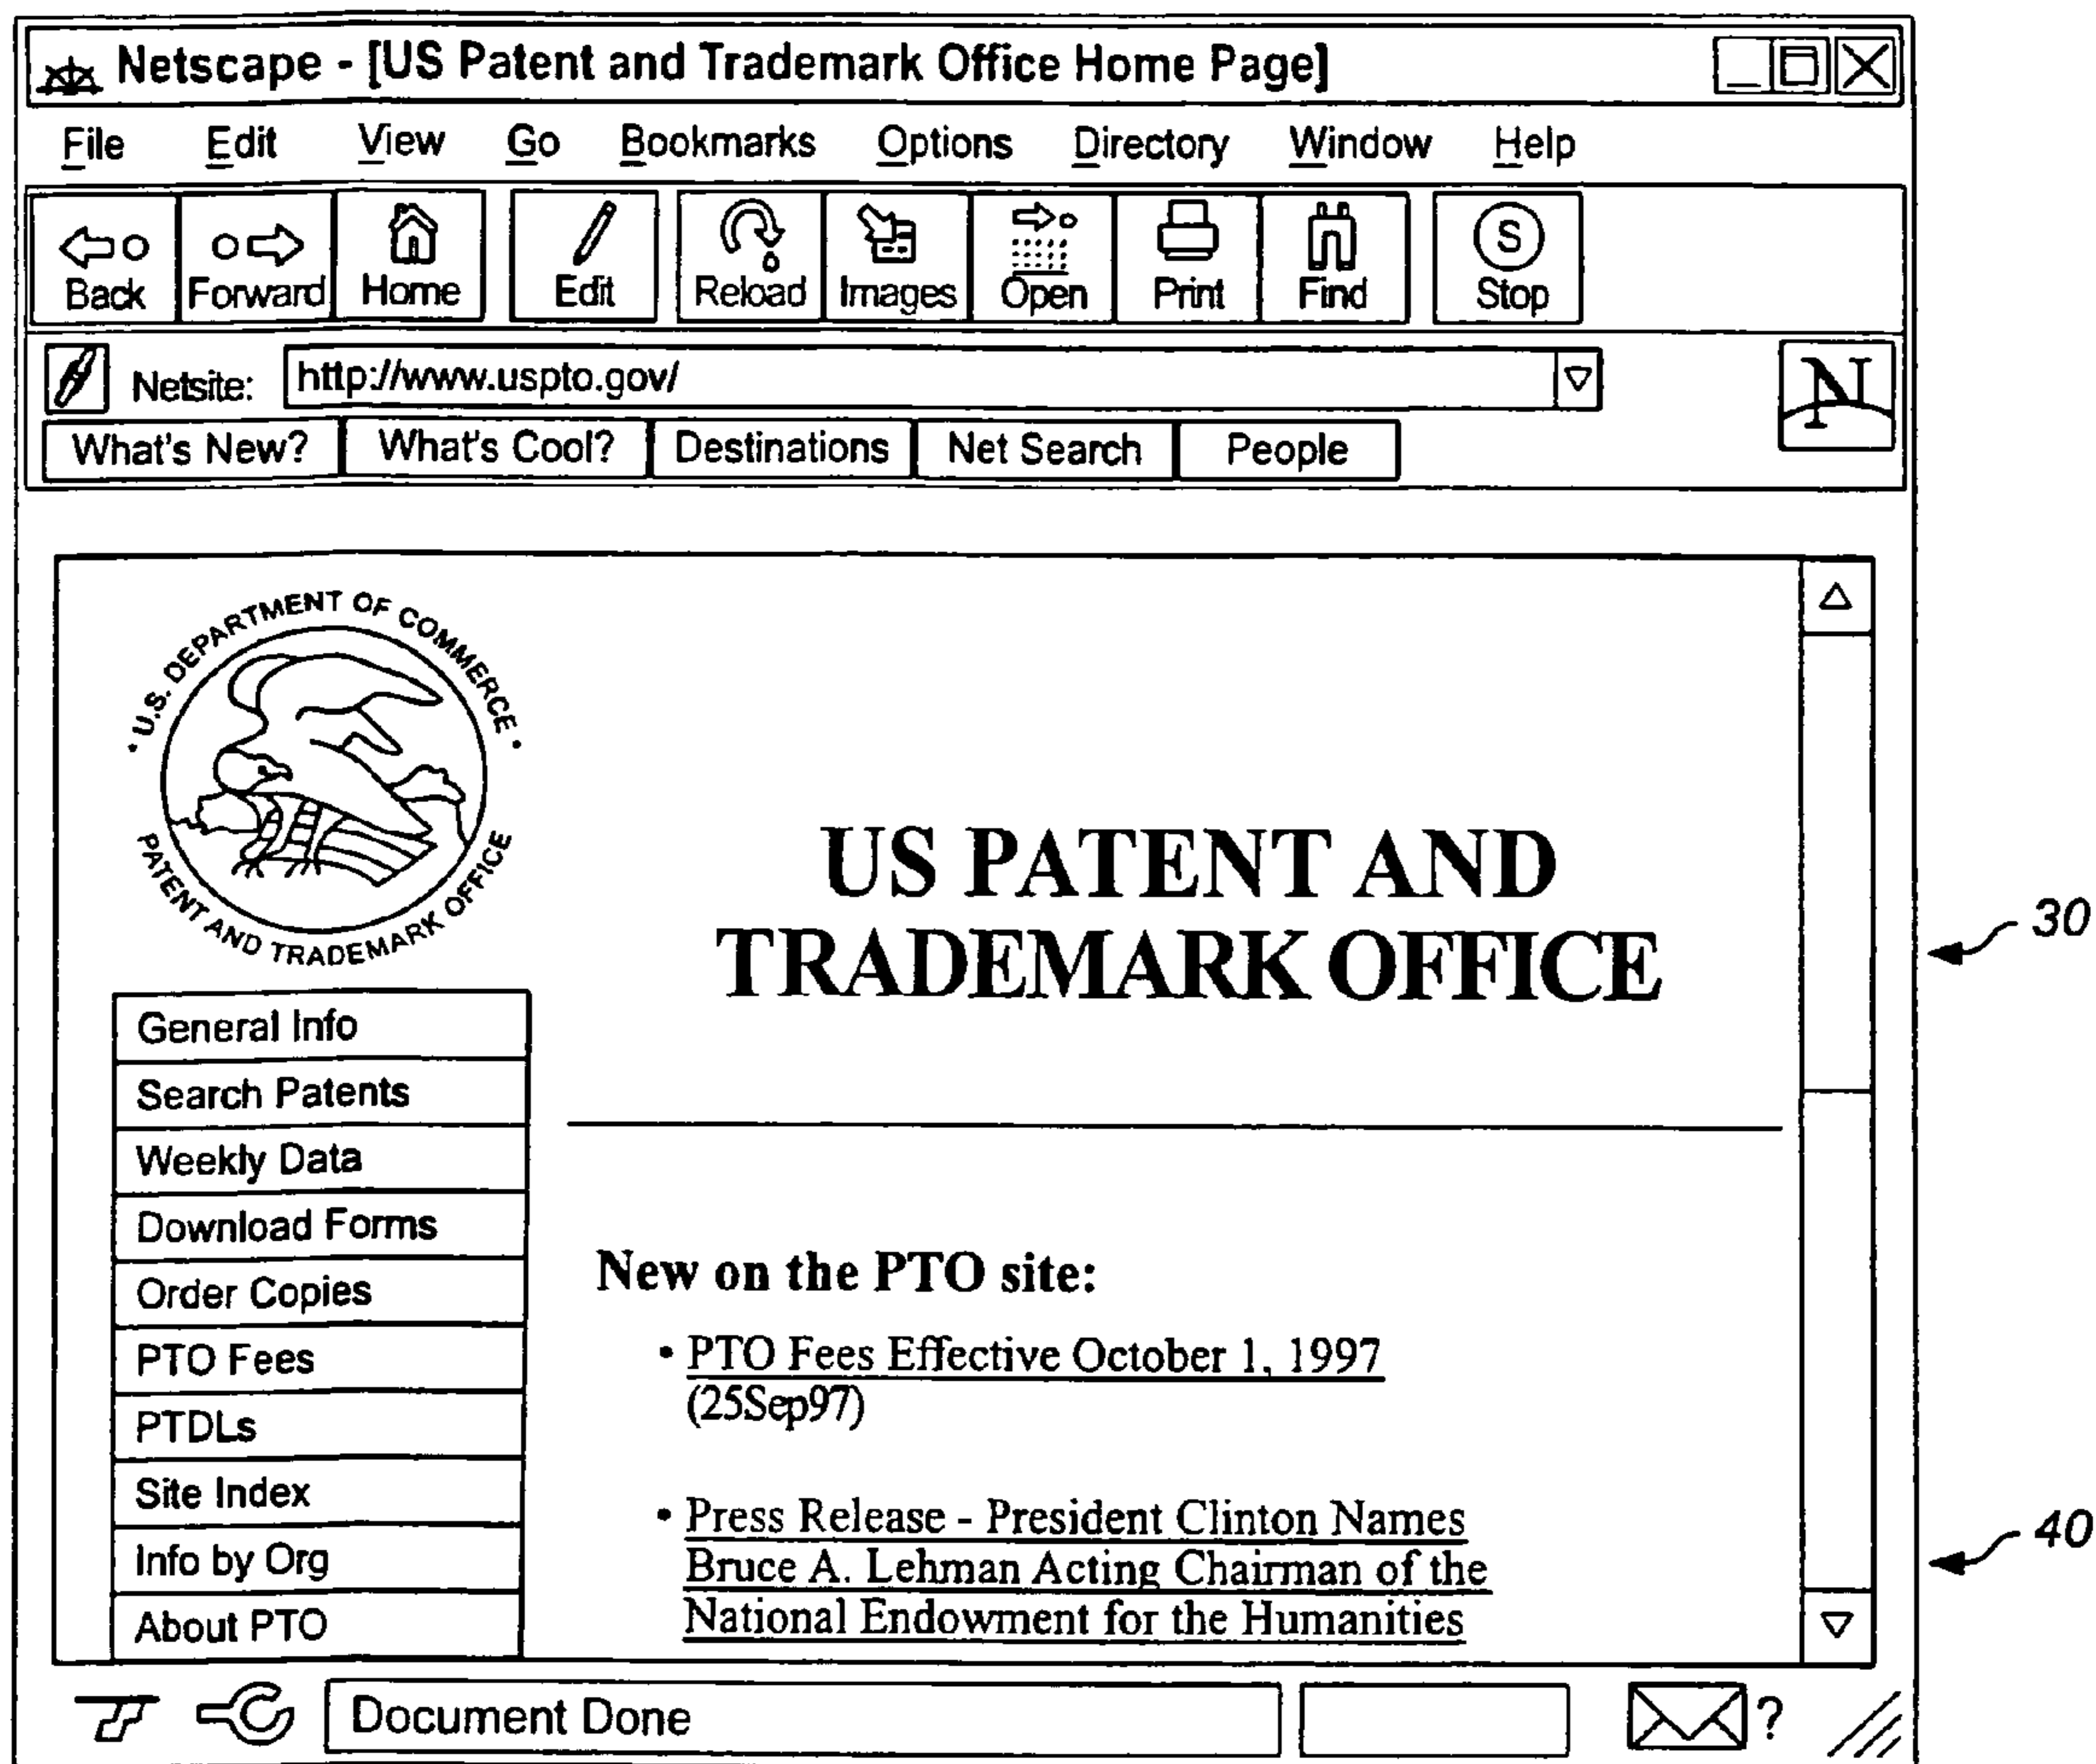 Netscape - [US Patent and Trademark Office Home Page]
File Edit View Go Bookmarks Options Directory Window Help
Back Forward Home Edit Reload Images Open Print Find S Stop
Netsite: http://www.uspto.gov/ N
What's New? What's Cool? Destinations Net Search People
• U.S. DEPARTMENT OF COMMERCE •
PATENT AND TRADEMARK OFFICE
US PATENT AND
TRADEMARK OFFICE
30
General Info
Search Patents
Weekly Data
Download Forms
Order Copies
PTO Fees
PTDLs
Site Index
Info by Org
About PTO
New on the PTO site:
• PTO Fees Effective October 1, 1997
(25Sep97)
• Press Release - President Clinton Names
Bruce A. Lehman Acting Chairman of the
National Endowment for the Humanities
40
Document Done ?